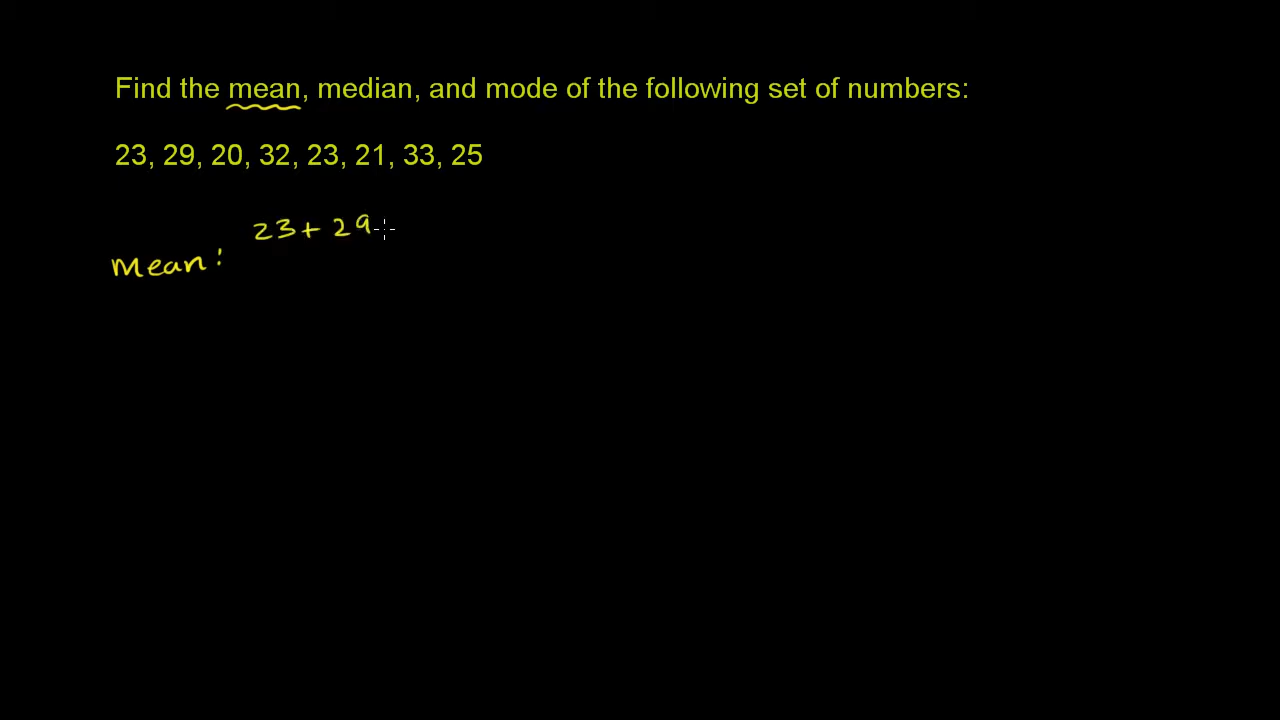 Find the mean, median, and mode of the following set of numbers:
23, 29, 20, 32, 23, 21, 33, 25
23+ 29
Mean: